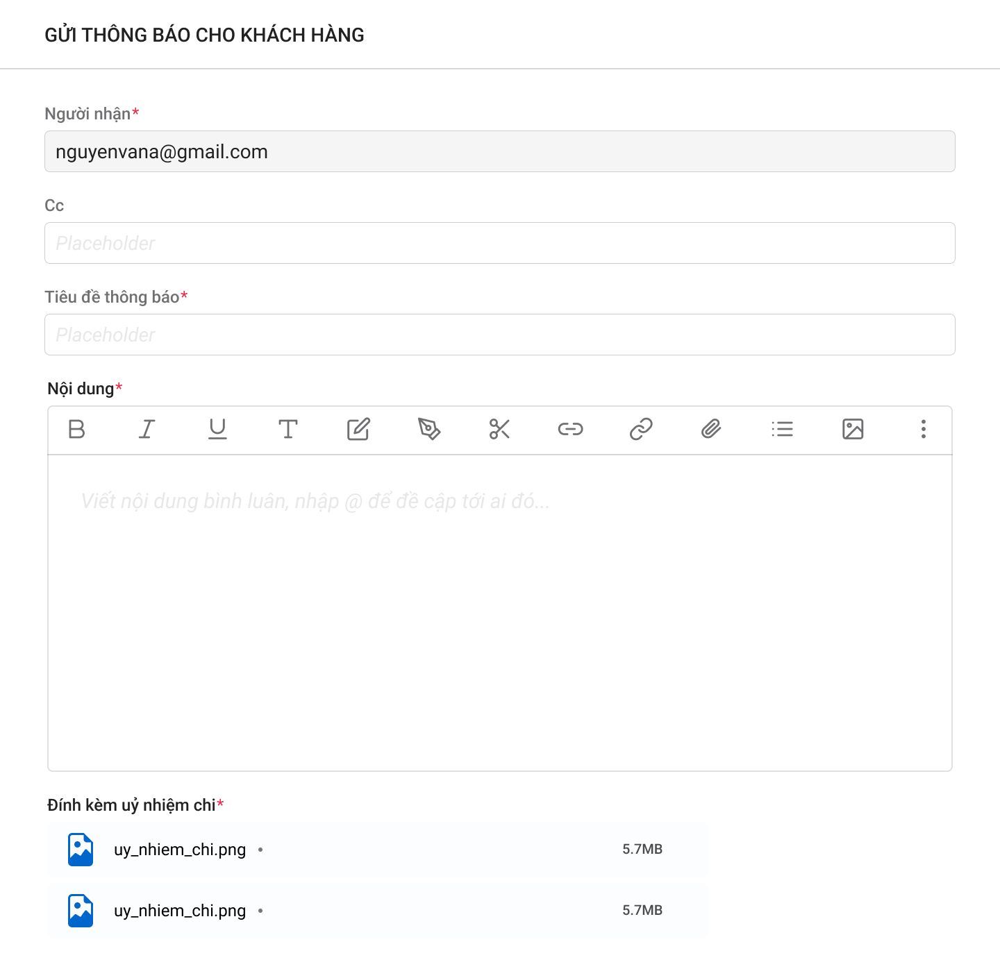 GỬI THÔNG BÁO CHO KHÁCH HÀNG
Người nhận*
nguyenvana@gmail.com
Cc
Placeholder
Tiêu đề thông báo*
Placeholder
Nội dung*
Viết nội dung bình luân, nhập @ để đề cập tới ai đó...
Đính kèm uỷ nhiệm chi*
uy_nhiem_chi.png • 5.7MB
uy_nhiem_chi.png • 5.7MB